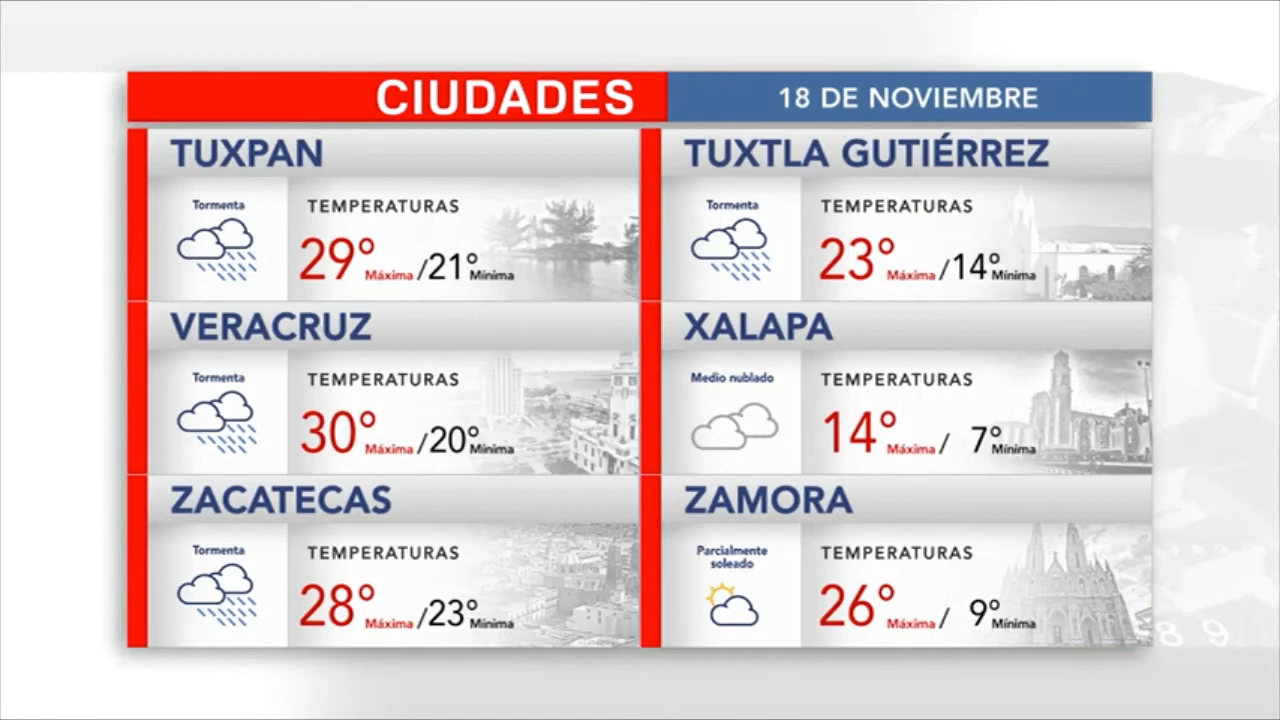 CIUDADES
18 DE NOVIEMBRE
TUXPAN
Tormenta
TEMPERATURAS
29° Máxima /21° Mínima
TUXTLA GUTIÉRREZ
Tormenta
TEMPERATURAS
23° Máxima /14° Mínima
VERACRUZ
Tormenta
TEMPERATURAS
30° Máxima /20° Mínima
XALAPA
Medio nublado
TEMPERATURAS
14° Máxima / 7° Mínima
ZACATECAS
Tormenta
TEMPERATURAS
28° Máxima /23° Mínima
ZAMORA
Parcialmente
soleado
TEMPERATURAS
26° Máxima / 9° Mínima
8 9